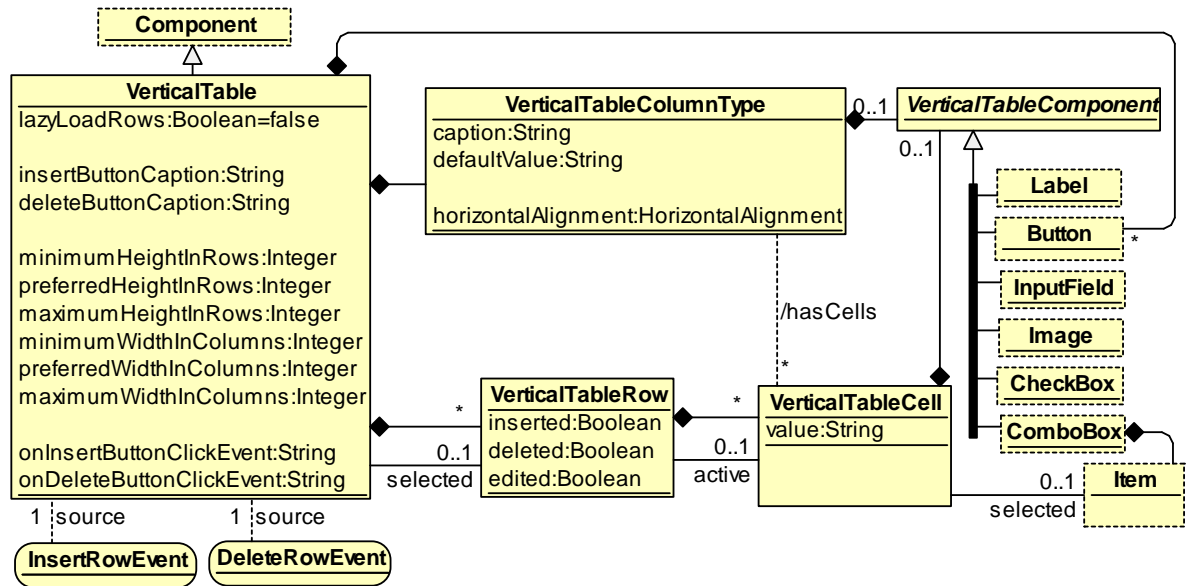 Component
VerticalTable
lazyLoadRows:Boolean=false
insertButtonCaption:String
deleteButtonCaption:String
minimumHeightInRows:Integer
preferredHeightInRows:Integer
maximumHeightInRows:Integer
minimumWidthInColumns:Integer
preferredWidthInColumns:Integer
maximumWidthInColumns:Integer
onInsertButtonClickEvent:String
onDeleteButtonClickEvent:String
VerticalTableColumnType
caption:String
defaultValue:String
horizontalAlignment:HorizontalAlignment
0..1
VerticalTableComponent
0..1
Label
Button
*
InputField
Image
CheckBox
ComboBox
/hasCells
*
*
VerticalTableRow
inserted:Boolean
deleted:Boolean
edited:Boolean
0..1
selected
*
0..1
active
VerticalTableCell
value:String
0..1
selected
Item
1 source
1 source
InsertRowEvent
DeleteRowEvent